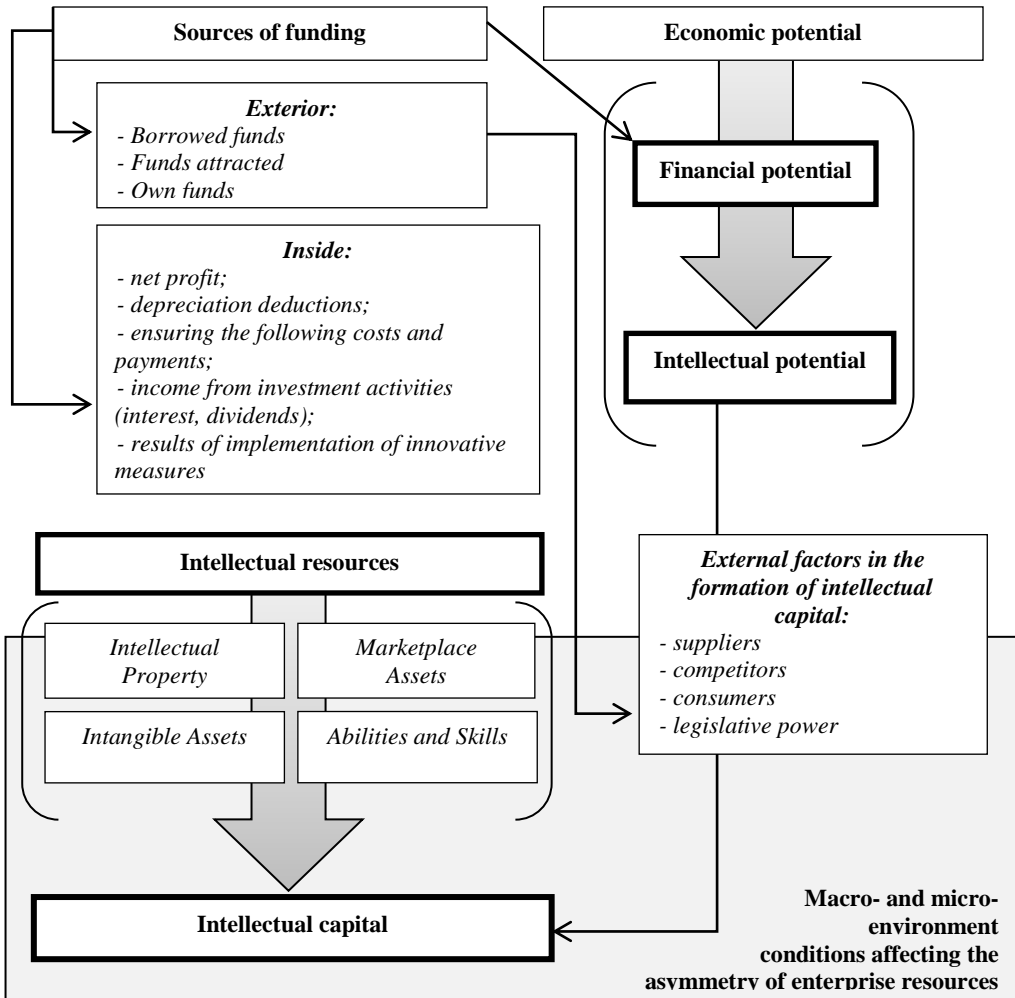 Sources of funding
Economic potential
Exterior:
- Borrowed funds
- Funds attracted
- Own funds
Financial potential
Inside:
- net profit;
- depreciation deductions;
- ensuring the following costs and
payments;
- income from investment activities
(interest, dividends);
- results of implementation of innovative
measures
Intellectual potential
Intellectual resources
External factors in the
formation of intellectual
capital:
- suppliers
- competitors
- consumers
- legislative power
Intellectual
Property
Marketplace
Assets
Intangible Assets
Abilities and Skills
Intellectual capital
Macro- and micro-
environment
conditions affecting the
asymmetry of enterprise resources